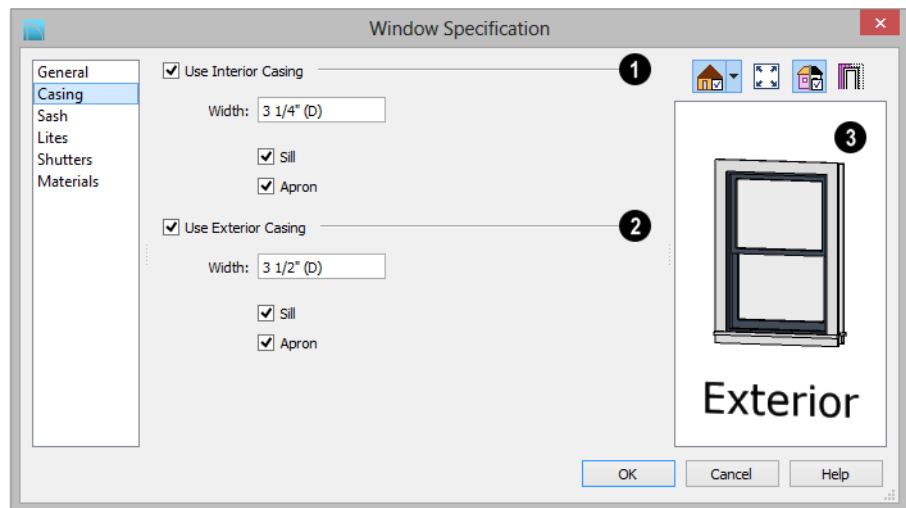 Window Specification
×
General
Casing
Sash
Lites
Shutters
Materials
Use Interior Casing
1
Width: 3 1/4" (D)
Sill
Apron
Use Exterior Casing
2
Width: 3 1/2" (D)
Sill
Apron
3
Exterior
OK Cancel Help